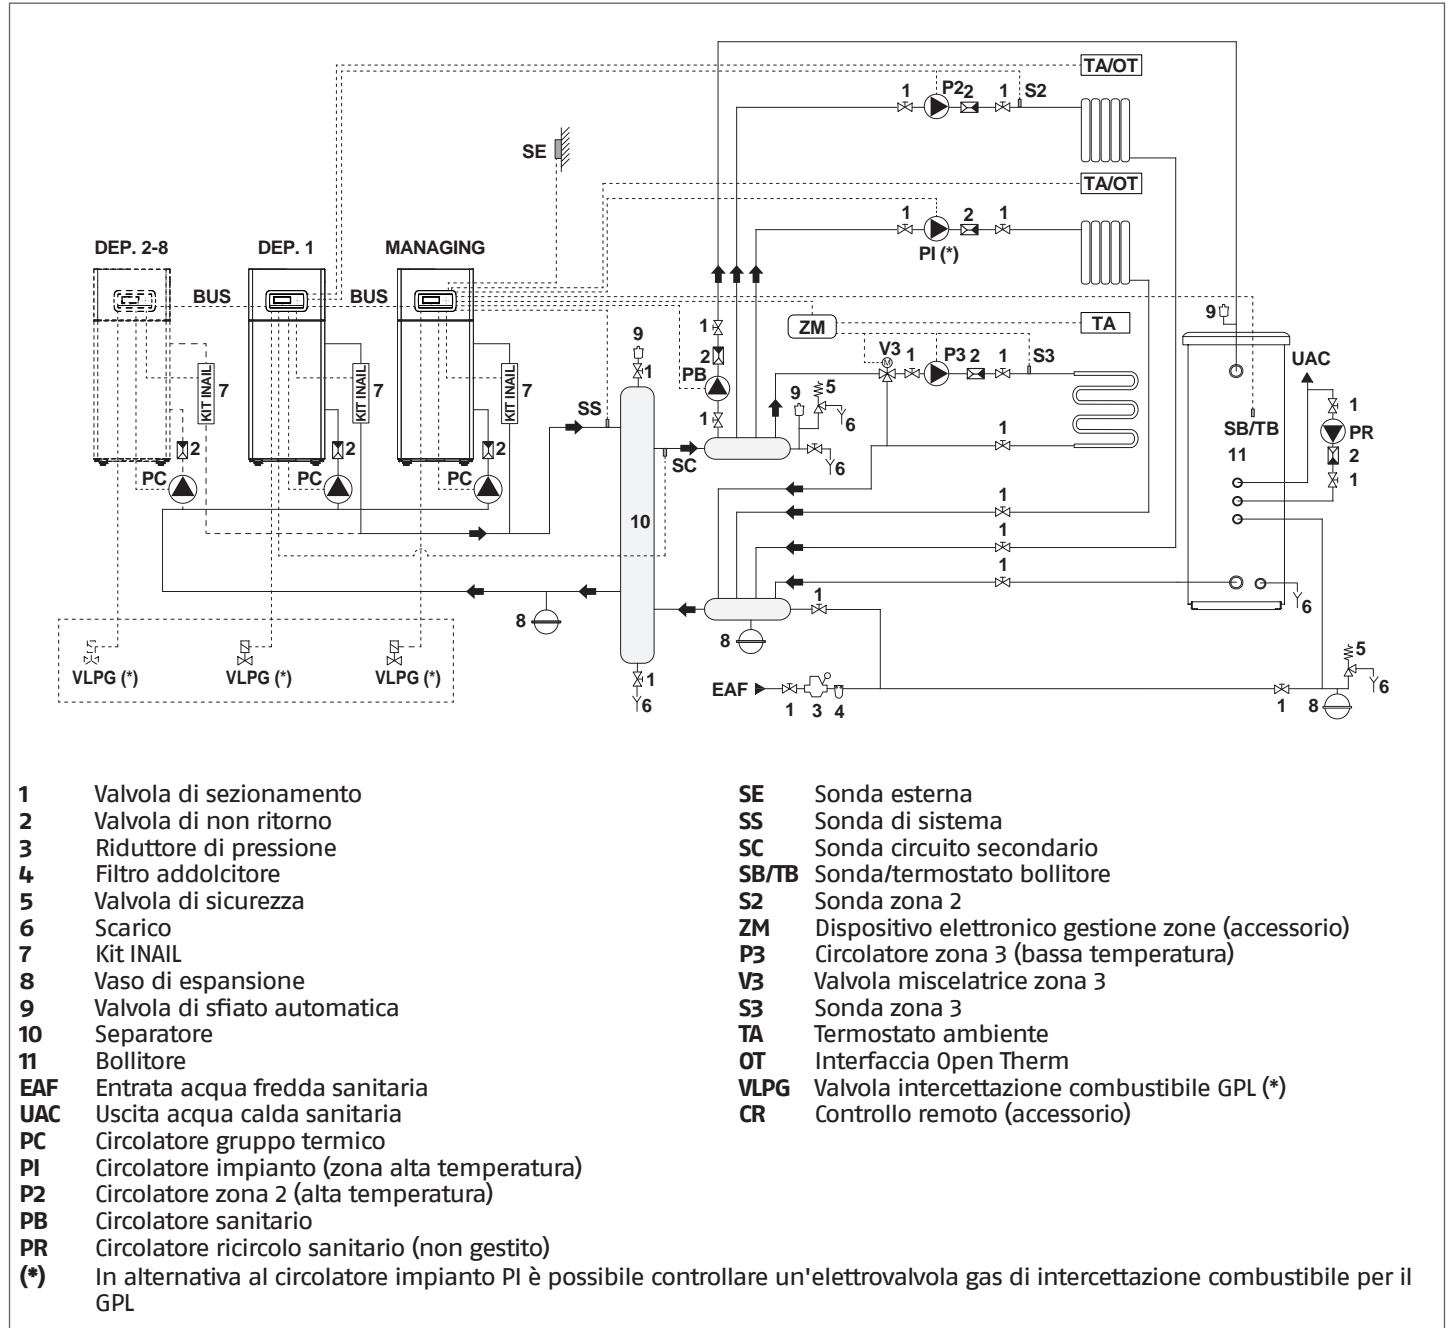 TA/OT
P2
2
1
1
S2
SE
TA/OT
1
2
1
PI (*)
DEP. 2-8
DEP. 1
MANAGING
BUS
BUS
9
1
ZM
TA
9
V3
1
P3
2
1
S3
UAC
KIT INAIL
7
KIT INAIL
7
KIT INAIL
7
1
2
PB
1
9
5
6
SS
1
SB/TB
11
1
PR
2
1
2
2
2
PC
PC
PC
SC
6
1
10
1
1
1
1
6
8
8
VLPG (*)
VLPG (*)
VLPG (*)
1
6
EAF
1
3
4
1
8
5
6
1 Valvola di sezionamento
2 Valvola di non ritorno
3 Riduttore di pressione
4 Filtro addolcitore
5 Valvola di sicurezza
6 Scarico
7 Kit INAIL
8 Vaso di espansione
9 Valvola di sfiato automatica
10 Separatore
11 Bollitore
EAF Entrata acqua fredda sanitaria
UAC Uscita acqua calda sanitaria
PC Circolatore gruppo termico
PI Circolatore impianto (zona alta temperatura)
P2 Circolatore zona 2 (alta temperatura)
PB Circolatore sanitario
PR Circolatore ricircolo sanitario (non gestito)
SE Sonda esterna
SS Sonda di sistema
SC Sonda circuito secondario
SB/TB Sonda/termostato bollitore
S2 Sonda zona 2
ZM Dispositivo elettronico gestione zone (accessorio)
P3 Circolatore zona 3 (bassa temperatura)
V3 Valvola miscelatrice zona 3
S3 Sonda zona 3
TA Termostato ambiente
OT Interfaccia Open Therm
VLPG Valvola intercettazione combustibile GPL (*)
CR Controllo remoto (accessorio)
(*) In alternativa al circolatore impianto PI è possibile controllare un'elettrovalvola gas di intercettazione combustibile per il
GPL